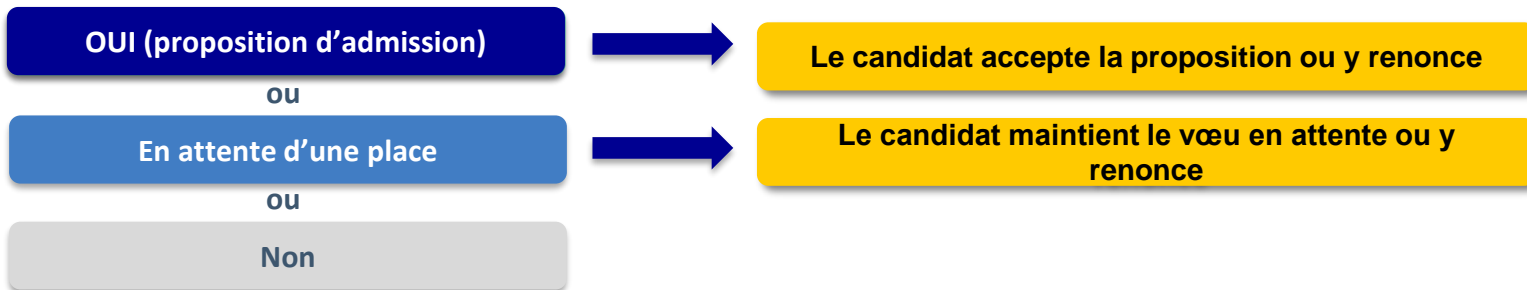 OUI (proposition d’admission)
Le candidat accepte la proposition ou y renonce
ou
En attente d’une place
Le candidat maintient le vœu en attente ou y
renonce
ou
Non